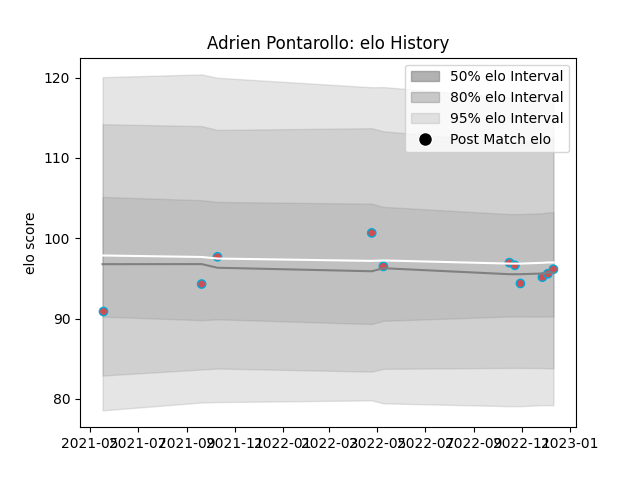 Adrien Pontarollo: elo History
120
110
100
90
80
elo score
50% elo Interval
80% elo Interval
95% elo Interval
Post Match elo
2021-05 2021-07 2021-09 2021-11 2022-01 2022-03 2022-05 2022-07 2022-09 2022-11 2023-01